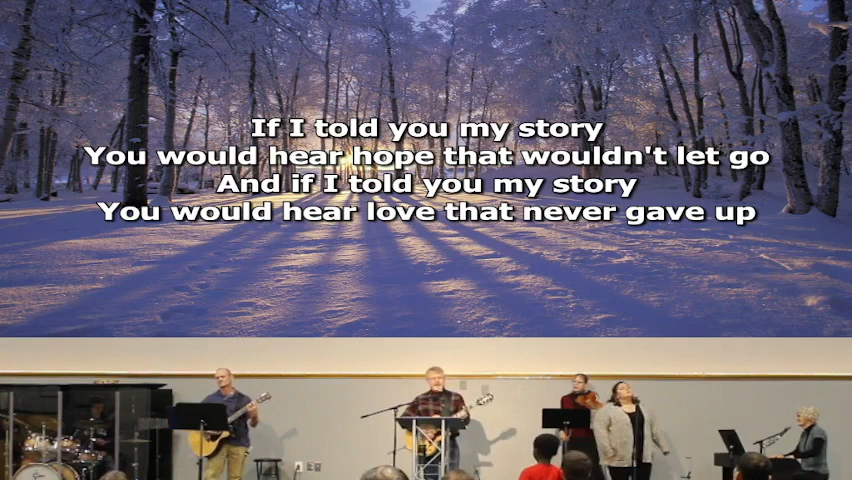 If I told you my story
You would hear hope that wouldn't let go
And if I told you my story
You would hear love that never gave up